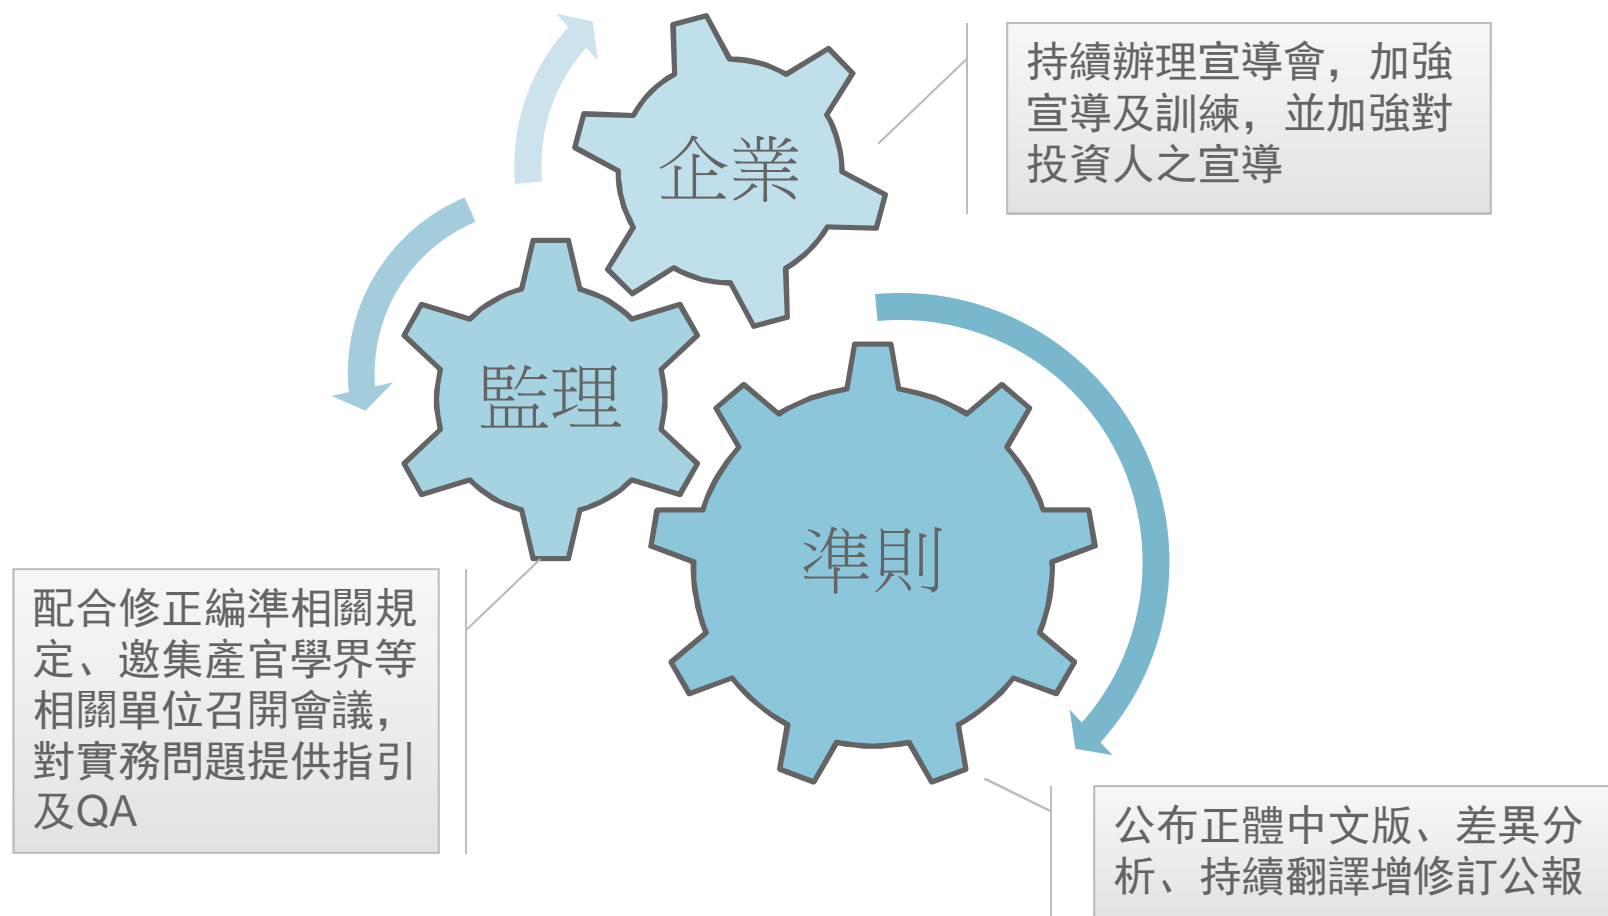 企業
持續辦理宣導會，加強
宣導及訓練，並加強對
投資人之宣導
監理
準則
配合修正編準相關規
定、邀集產官學界等
相關單位召開會議，
對實務問題提供指引
及QA
公布正體中文版、差異分
析、持續翻譯增修訂公報